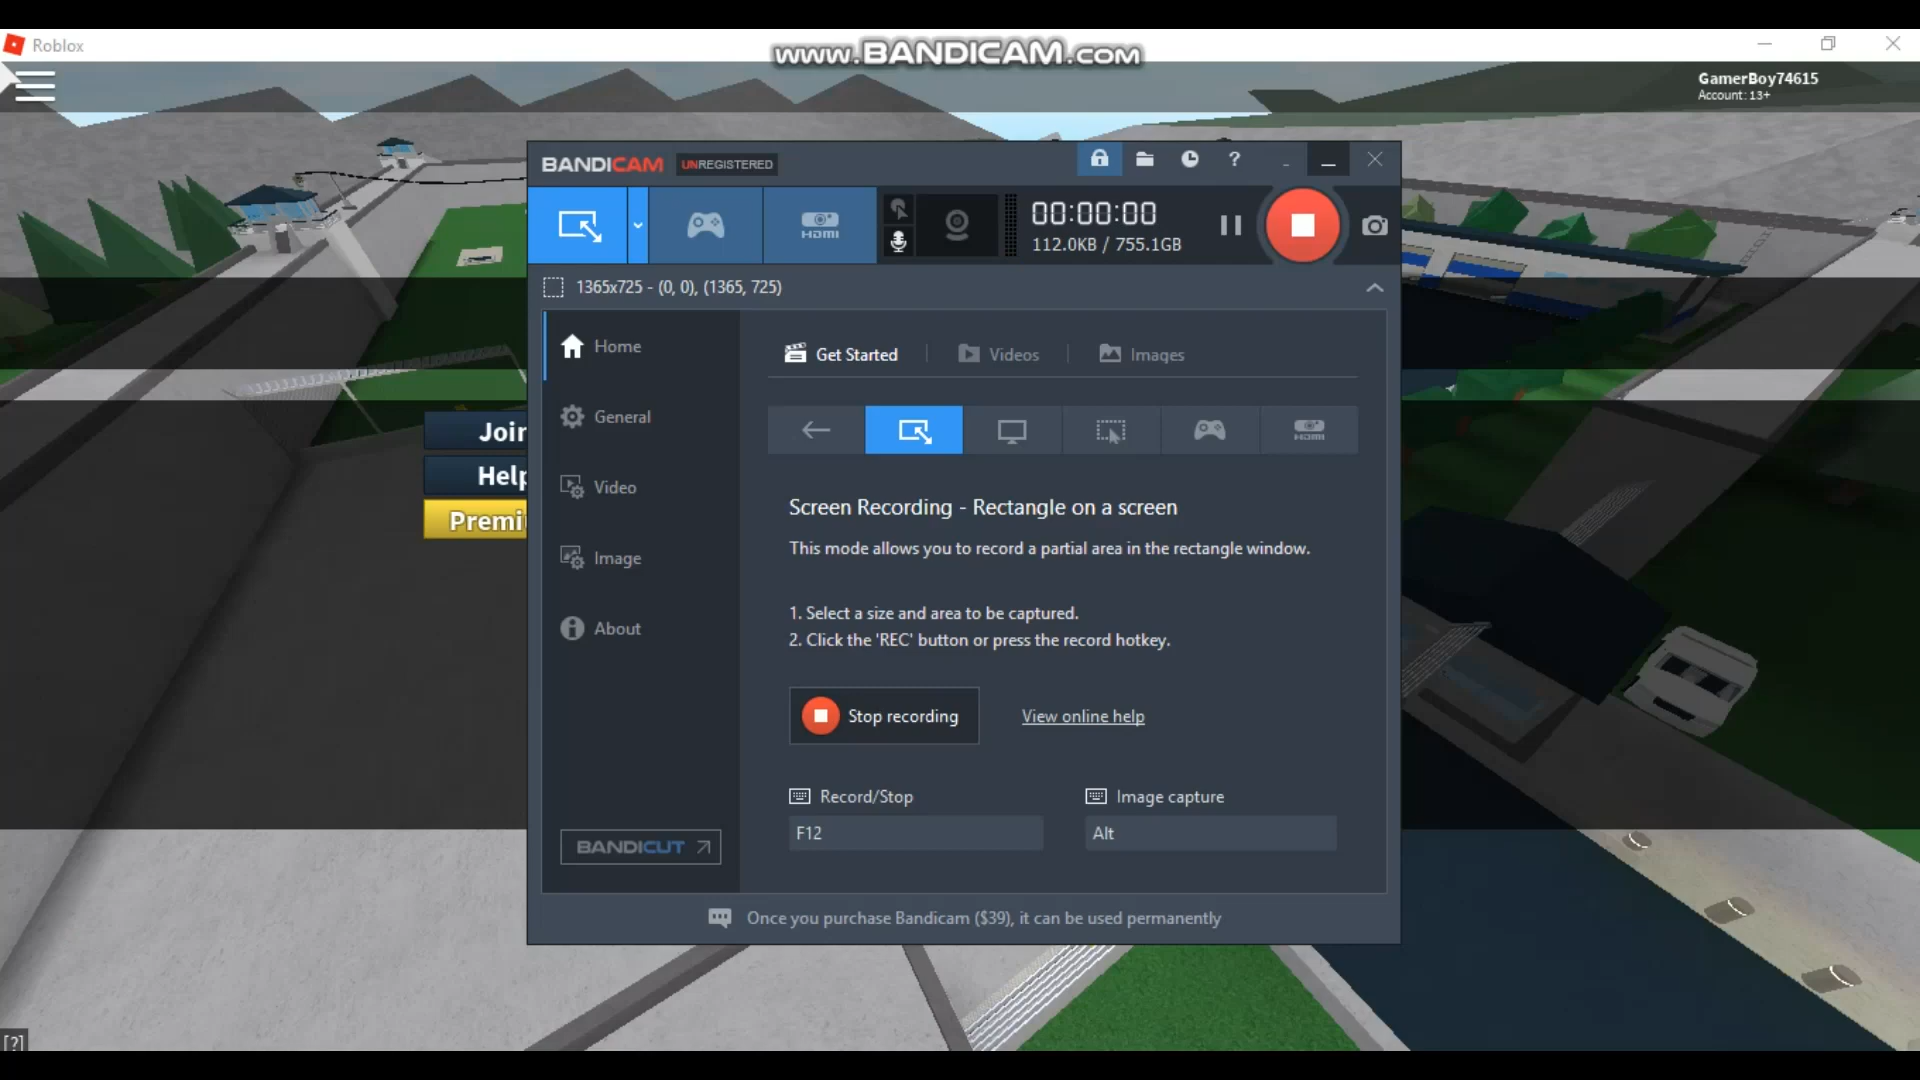 Roblox
www.BANDICAM.com
GamerBoy74615
Account: 13+
BANDICAM UNREGISTERED
?
HDMI
00:00:00
112.0KB / 755.1GB
1365x725 - (0, 0), (1365, 725)
Home
General
Video
Image
About
BANDICUT
Get Started
Videos
Images
HDMI
Screen Recording - Rectangle on a screen
This mode allows you to record a partial area in the rectangle window.
1. Select a size and area to be captured.
2. Click the 'REC' button or press the record hotkey.
Stop recording
View online help
Record/Stop
Image capture
F12
Alt
Once you purchase Bandicam ($39), it can be used permanently
Join
Help
Premi
[?]